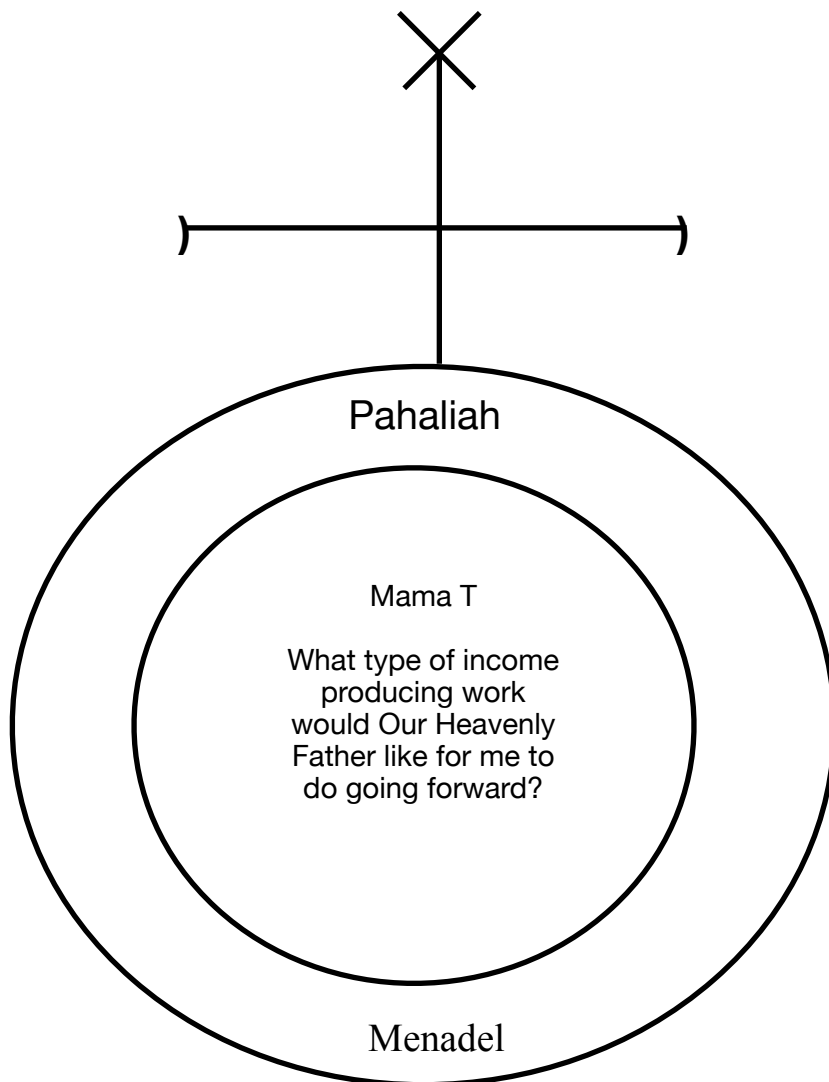 )
)
Pahaliah
Mama T
What type of income
producing work
would Our Heavenly
Father like for me to
do going forward?
Menadel